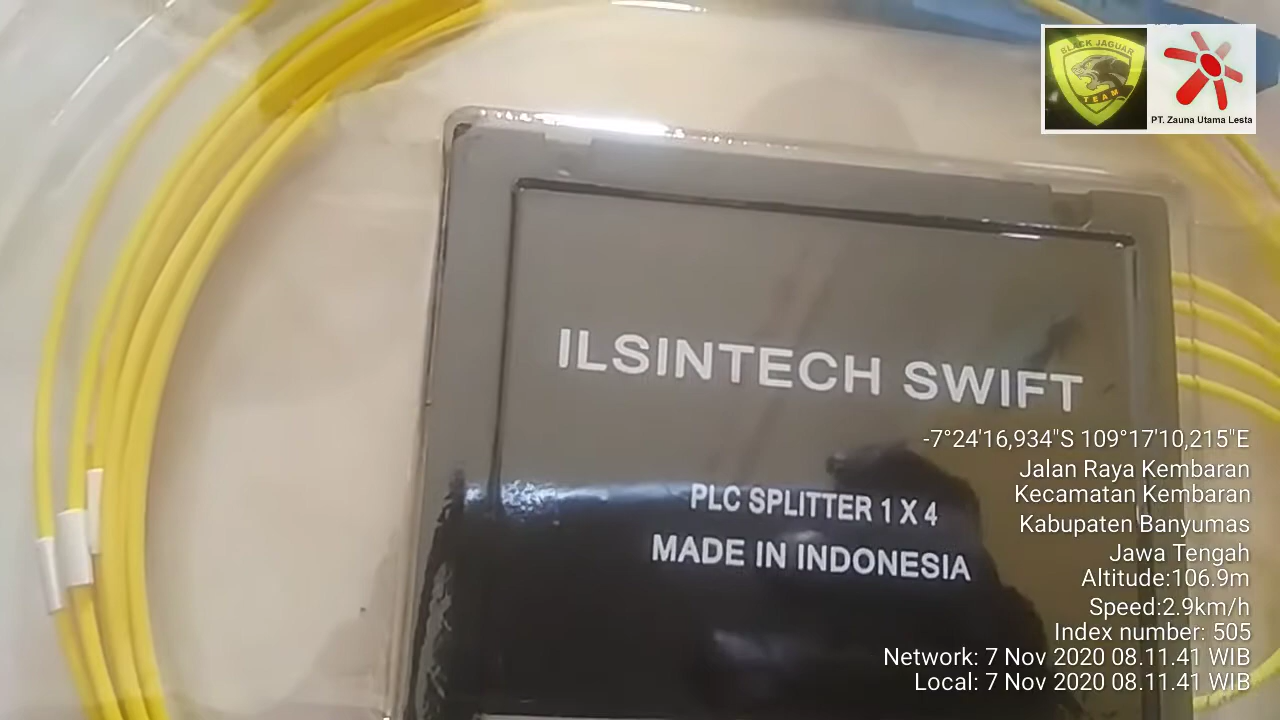 BLACK JAGUAR
TEAM
PT. Zauna Utama Lesta
ILSINTECH SWIFT
PLC SPLITTER 1 X 4
MADE IN INDONESIA
-7°24'16,934"S 109°17'10,215"E
Jalan Raya Kembaran
Kecamatan Kembaran
Kabupaten Banyumas
Jawa Tengah
Altitude:106.9m
Speed:2.9km/h
Index number: 505
Network: 7 Nov 2020 08.11.41 WIB
Local: 7 Nov 2020 08.11.41 WIB